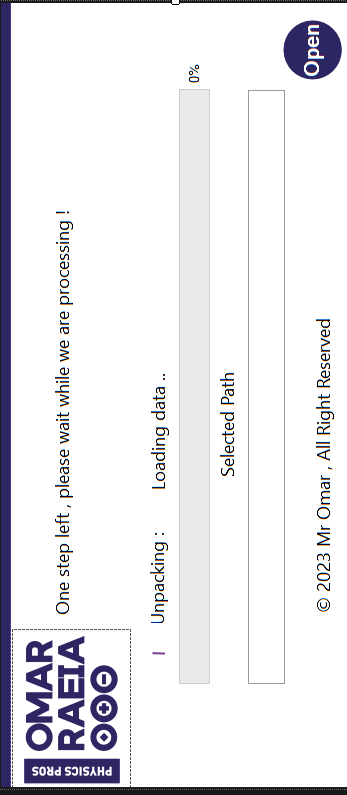 OMAR
RAEIA
PHYSICS PROS
One step left , please wait while we are processing !
Unpacking : Loading data ..
0%
Selected Path
Open
© 2023 Mr Omar , All Right Reserved